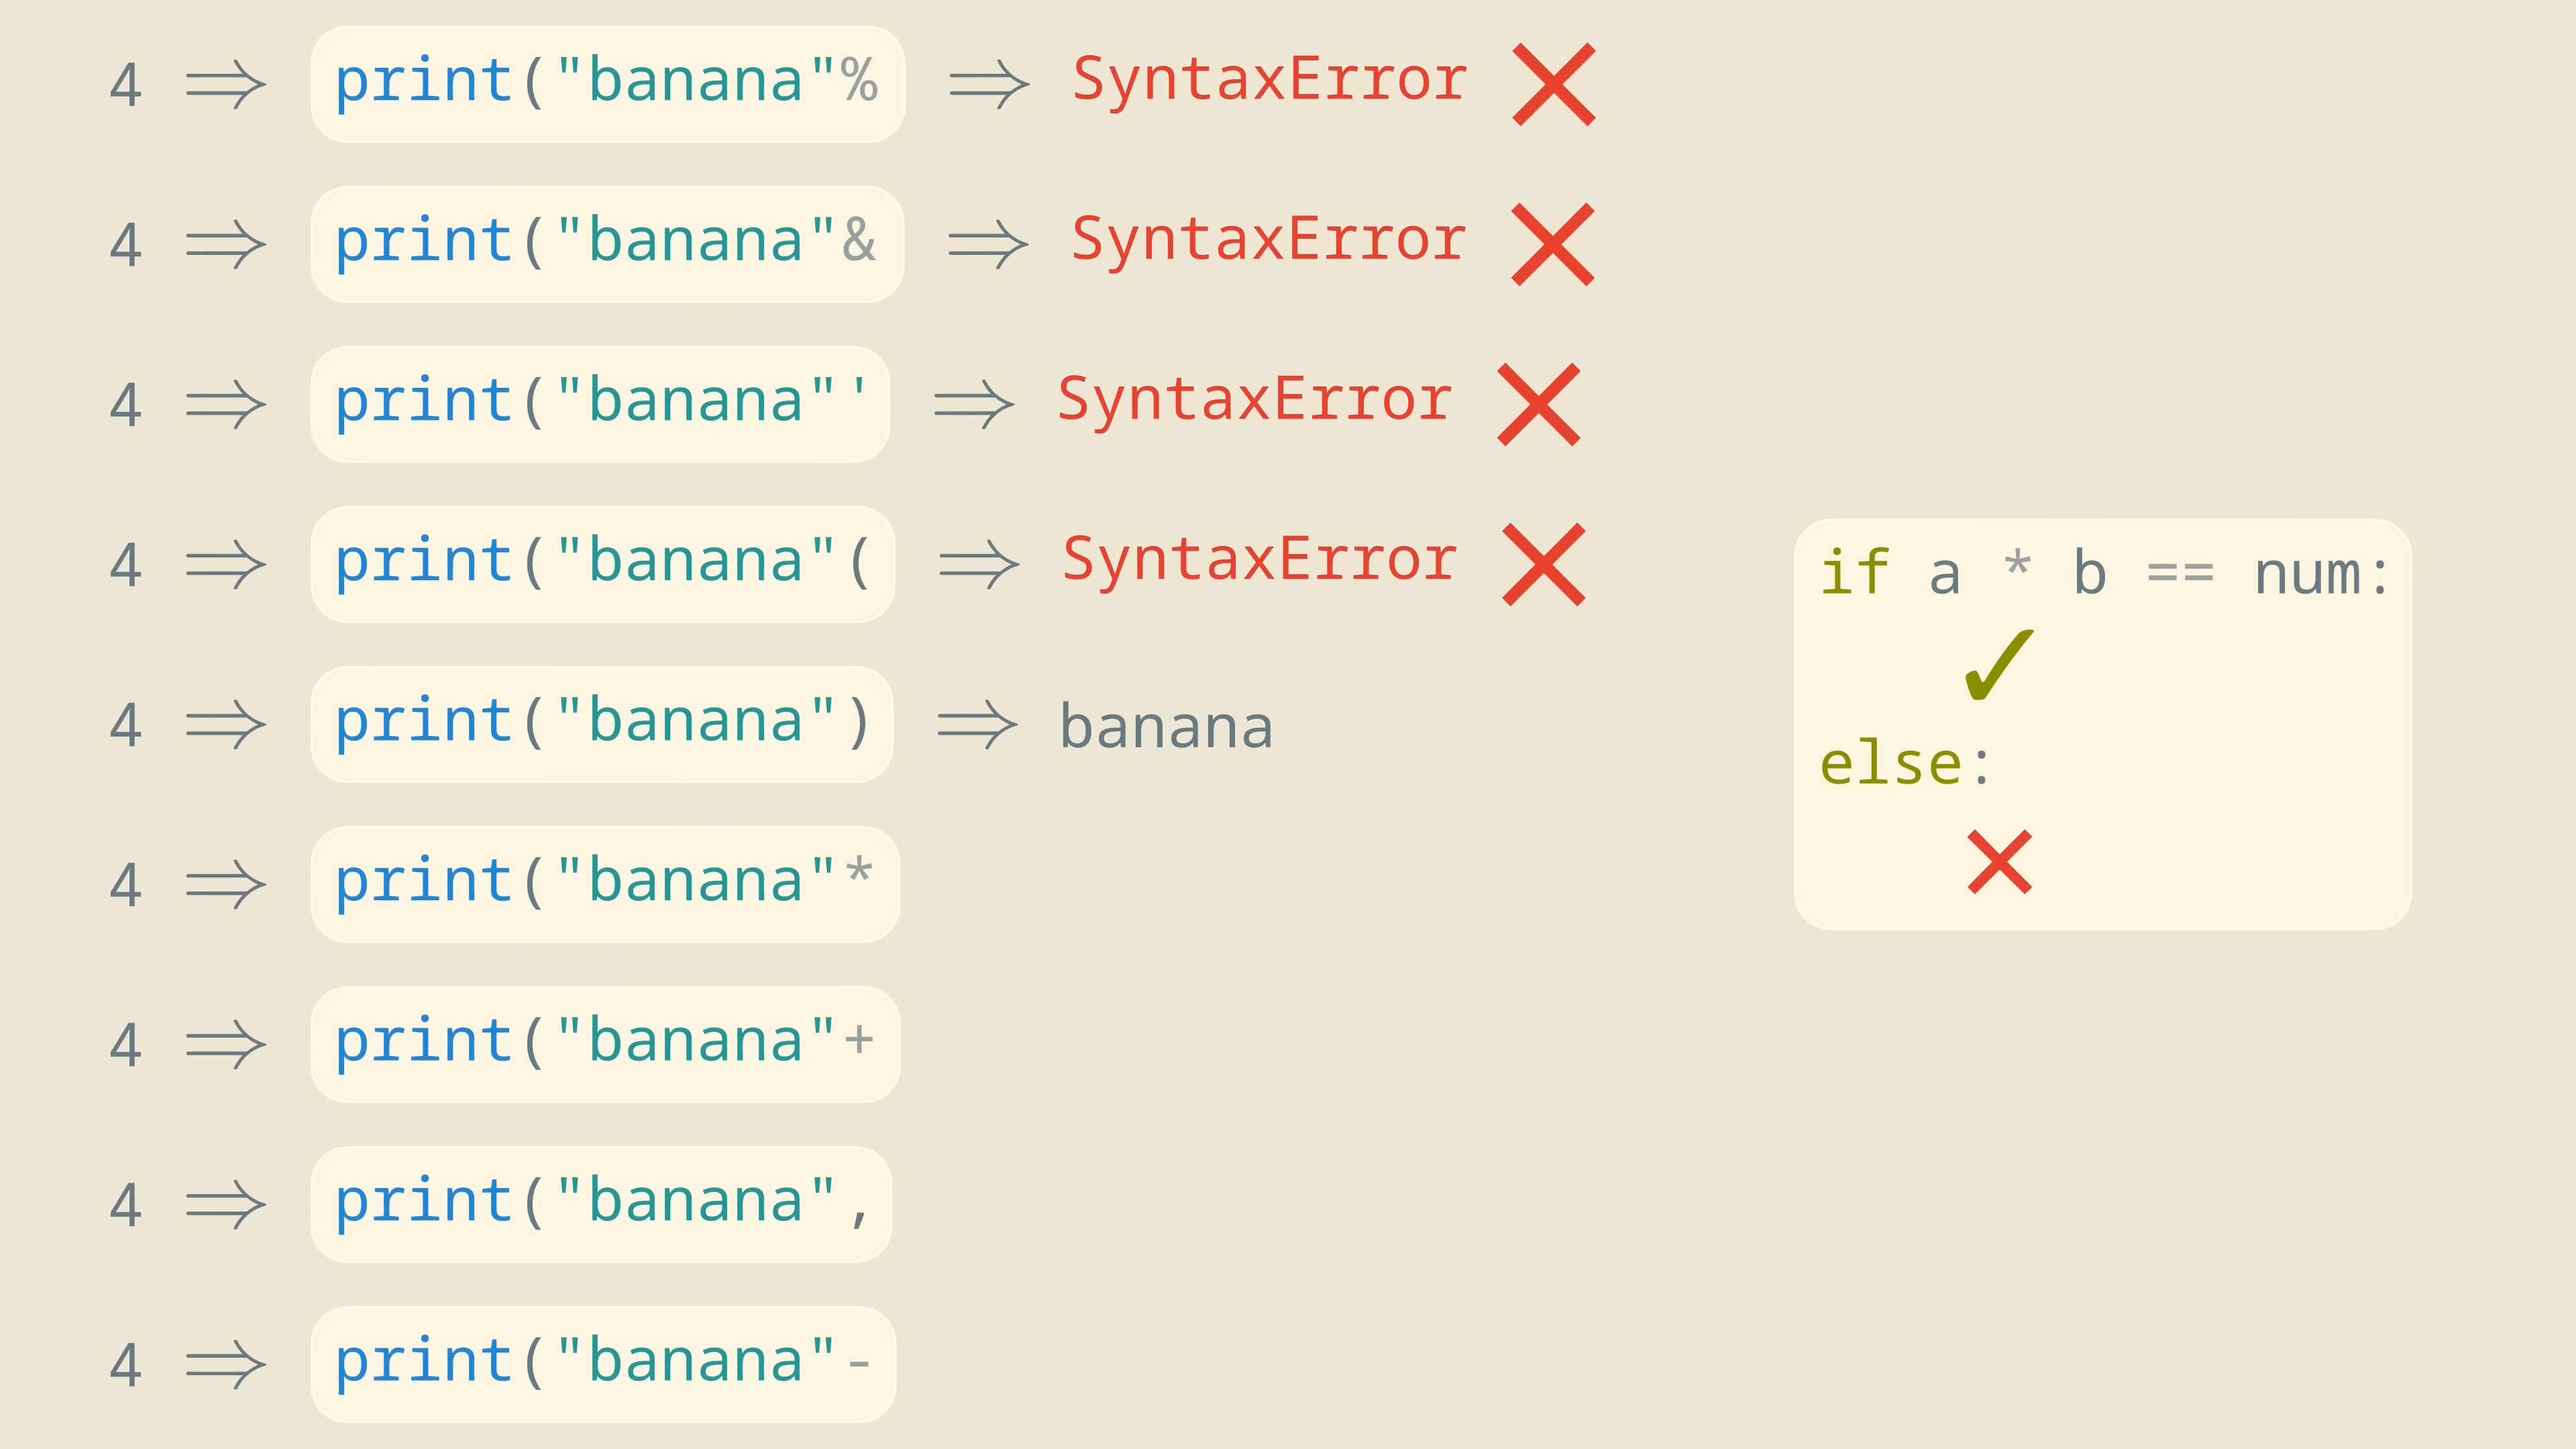 4 ⇒ print("banana"% ⇒ SyntaxError ✕
4 ⇒ print("banana"& ⇒ SyntaxError ✕
4 ⇒ print("banana"' ⇒ SyntaxError ✕
4 ⇒ print("banana"( ⇒ SyntaxError ✕
4 ⇒ print("banana") ⇒ banana
4 ⇒ print("banana"*
4 ⇒ print("banana"+
4 ⇒ print("banana",
4 ⇒ print("banana"-
if a * b == num:
✓
else:
✕